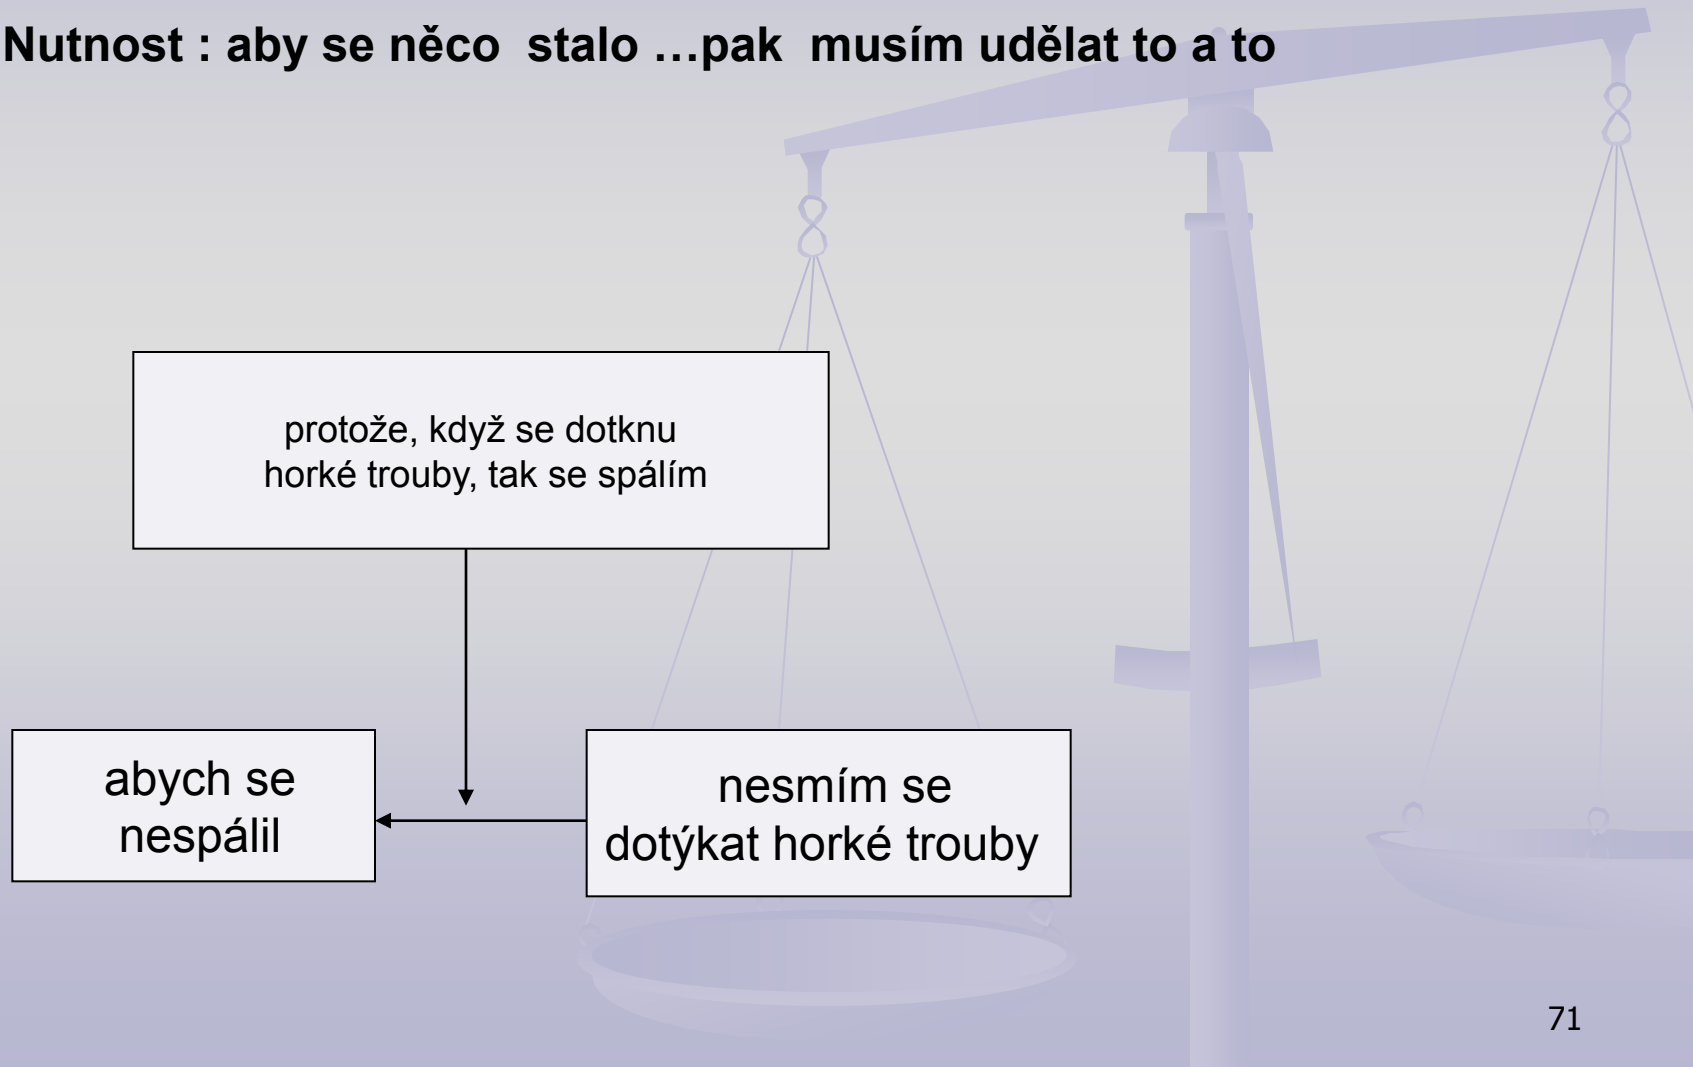 Nutnost : aby se něco stalo …pak musím udělat to a to
protože, když se dotknu
horké trouby, tak se spálím
abych se
nespálil
nesmím se
dotýkat horké trouby
71